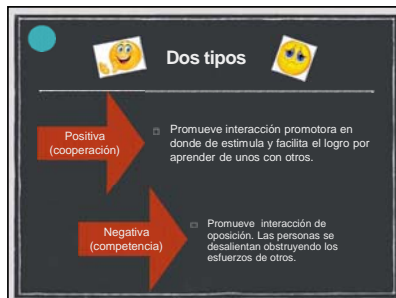 Dos tipos
Positiva
(cooperación)
Promueve interacción promotora en
donde de estimula y facilita el logro por
aprender de unos con otros.
Negativa
(competencia)
Promueve interacción de
oposición. Las personas se
desalientan obstruyendo los
esfuerzos de otros.